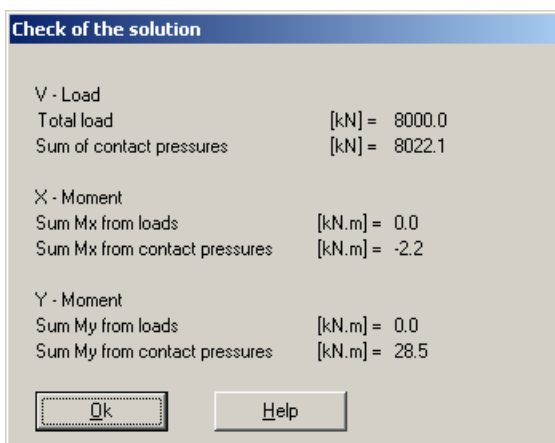 Check of the solution
V - Load
Total load [kN] = 8000.0
Sum of contact pressures [kN] = 8022.1
X - Moment
Sum Mx from loads [kN.m] = 0.0
Sum Mx from contact pressures [kN.m] = -2.2
Y - Moment
Sum My from loads [kN.m] = 0.0
Sum My from contact pressures [kN.m] = 28.5
Ok Help